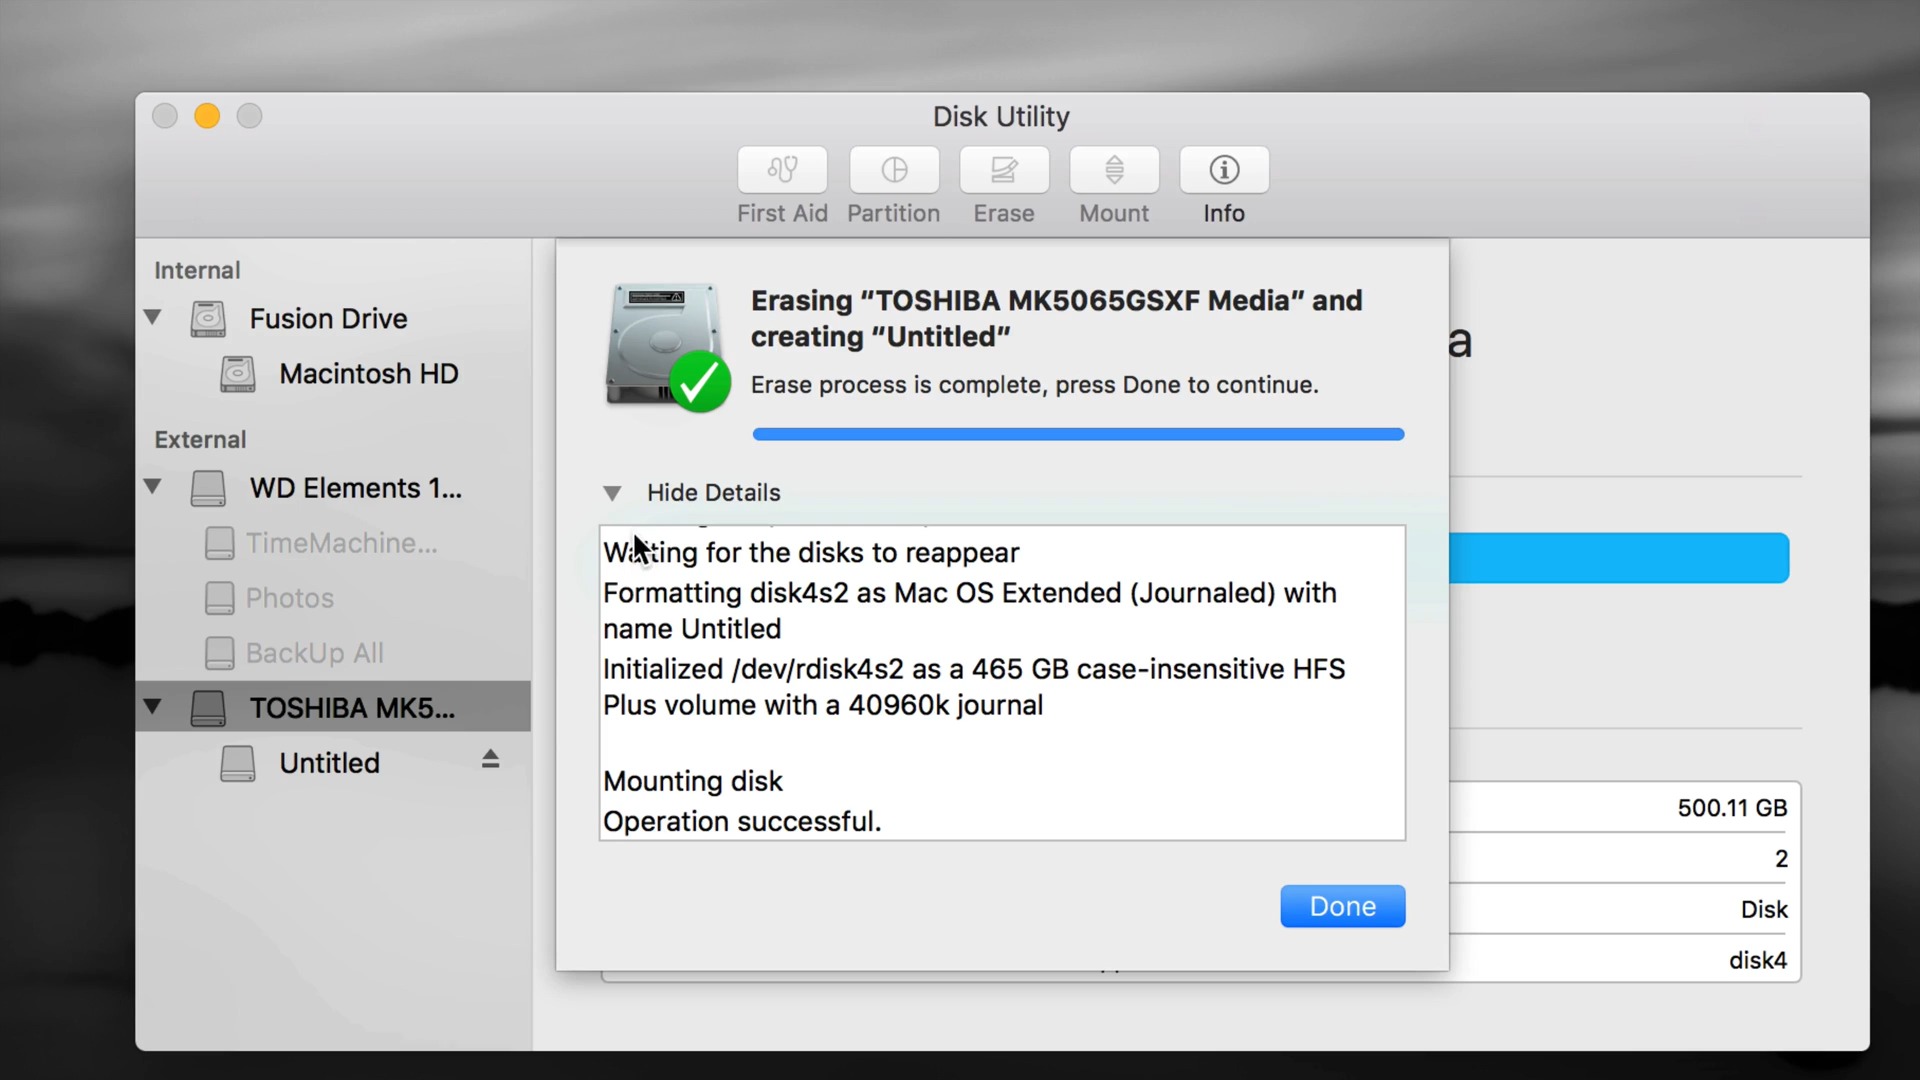 Disk Utility
First Aid
Partition
Erase
Mount
Info
Internal
Fusion Drive
Macintosh HD
External
WD Elements 1...
TimeMachine...
Photos
BackUp All
TOSHIBA MK5...
Untitled
Erasing "TOSHIBA MK5065GSXF Media" and
creating "Untitled"
Erase process is complete, press Done to continue.
Hide Details
Waiting for the disks to reappear
Formatting disk4s2 as Mac OS Extended (Journaled) with
name Untitled
Initialized /dev/rdisk4s2 as a 465 GB case-insensitive HFS
Plus volume with a 40960k journal
Mounting disk
Operation successful.
Done
a
500.11 GB
2
Disk
disk4